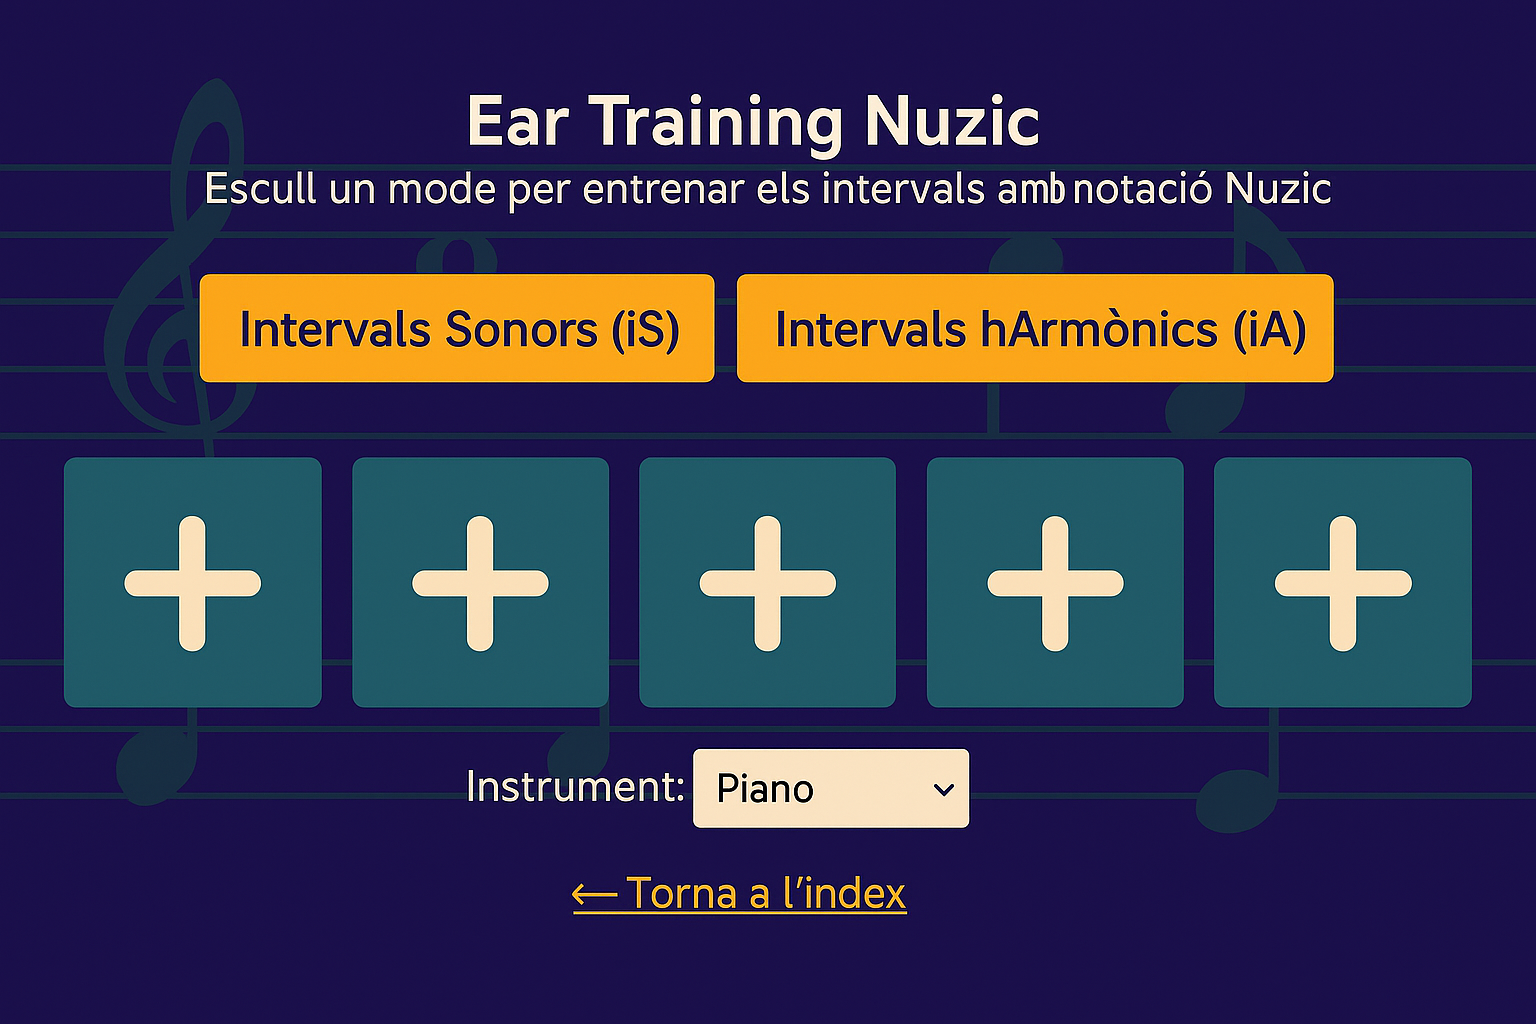 Ear Training Nuzic
Escull un mode per entrenar els intervals amb notació Nuzic
Intervals Sonors (iS)
Intervals hArmònics (iA)
Instrument: Piano
← Torna a l'index